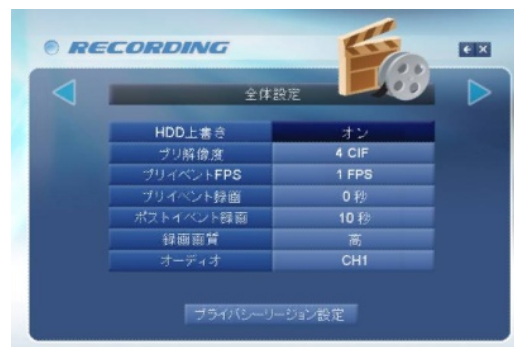 RECORDING
全体設定
HDD上書き オン
プリ解像度 4 CIF
プリイベントFPS 1 FPS
プリイベント録画 0 秒
ポストイベント録画 10 秒
録画画質 高
オーディオ CH1
プライバシーリージョン設定